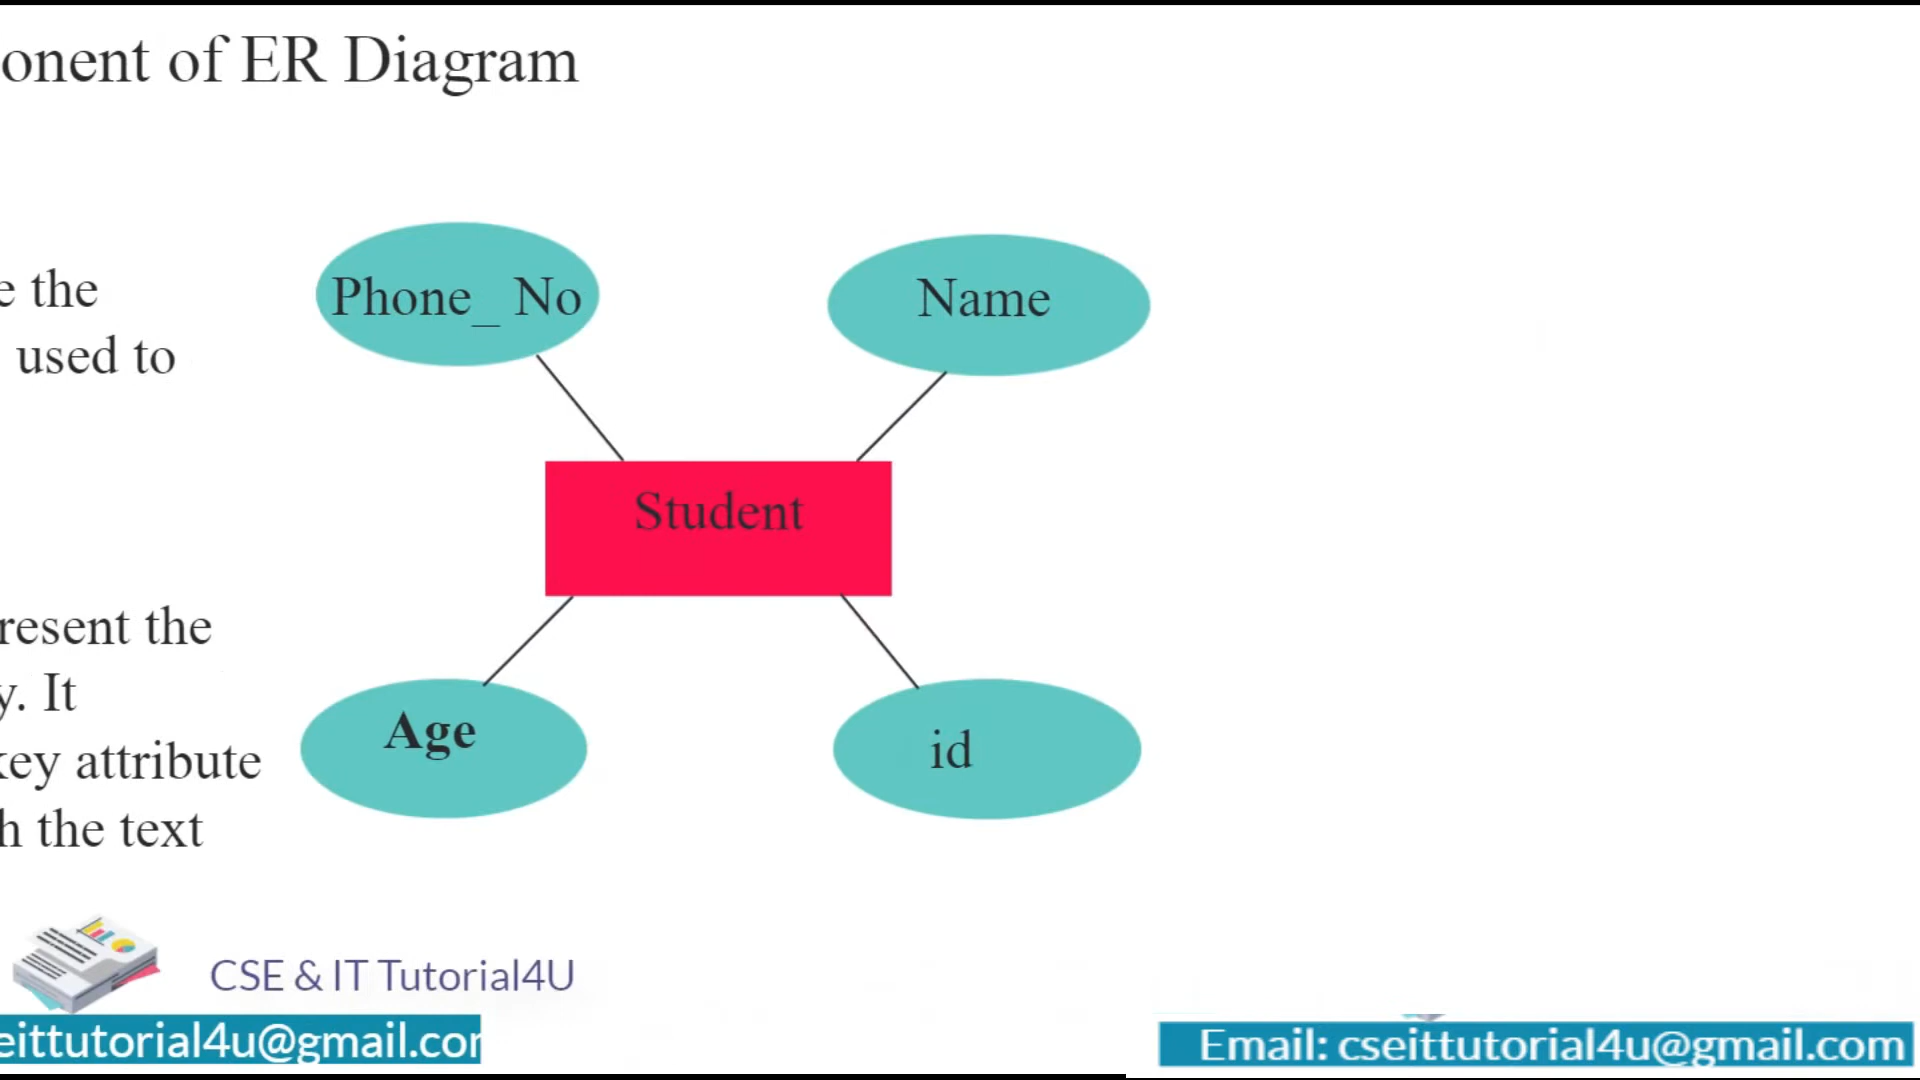 onent of ER Diagram
e the
used to
Phone_ No
Name
Student
resent the
y. It
key attribute
h the text
Age
id
CSE & IT Tutorial4U
eittutorial4u@gmail.cor
Email: cseittutorial4u@gmail.com